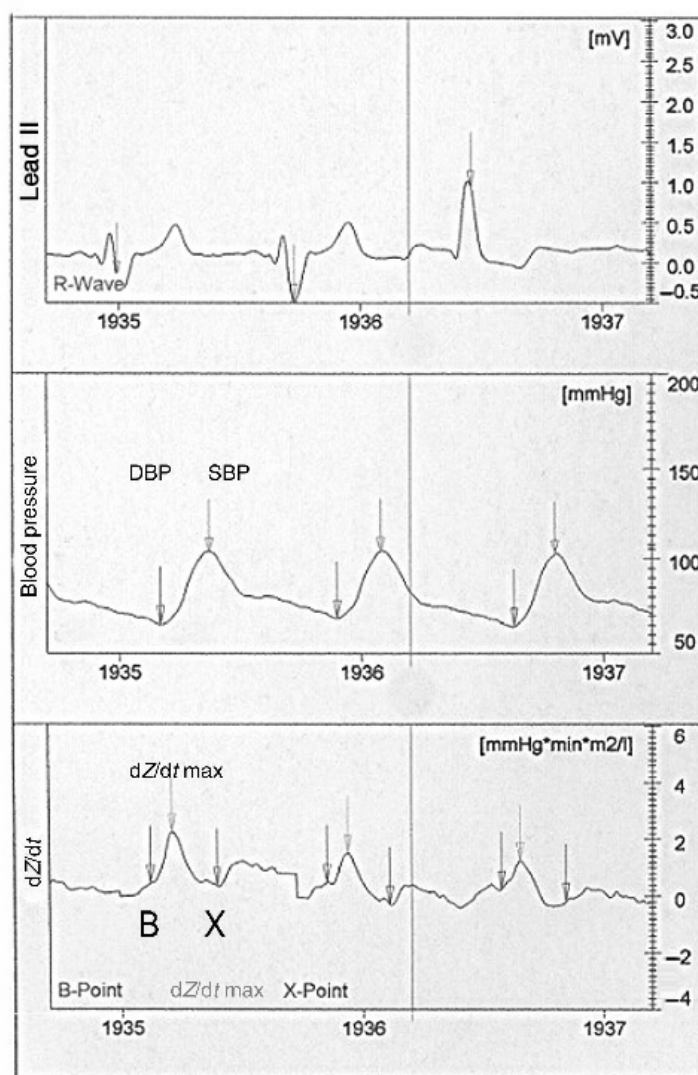 [mV]
3.0
2.5
2.0
1.5
1.0
0.5
0.0
–0.5
Lead II
R-Wave
1935 1936 1937
[mmHg]
200
150
100
50
Blood pressure
DBP SBP
1935 1936 1937
[mmHg*min*m2/l]
6
4
2
0
–2
–4
dZ/dt
dZ/dt max
B X
B-Point dZ/dt max X-Point
1935 1936 1937